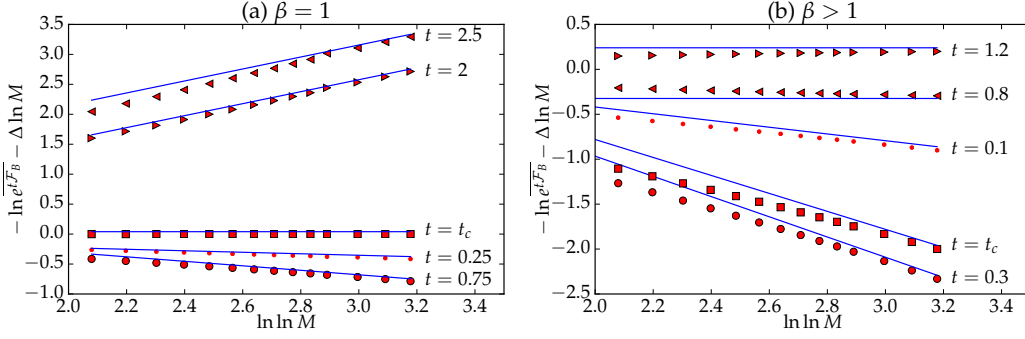 (a) β = 1
− ln \overline{e^{tF_B}} − Δ ln M
3.5
3.0
2.5
2.0
1.5
1.0
0.5
0.0
−0.5
−1.0
t = 2.5
t = 2
t = t_c
t = 0.25
t = 0.75
2.0 2.2 2.4 2.6 2.8 3.0 3.2 3.4
ln ln M
(b) β > 1
− ln \overline{e^{tF_B}} − Δ ln M
0.5
0.0
−0.5
−1.0
−1.5
−2.0
−2.5
t = 1.2
t = 0.8
t = 0.1
t = t_c
t = 0.3
2.0 2.2 2.4 2.6 2.8 3.0 3.2 3.4
ln ln M